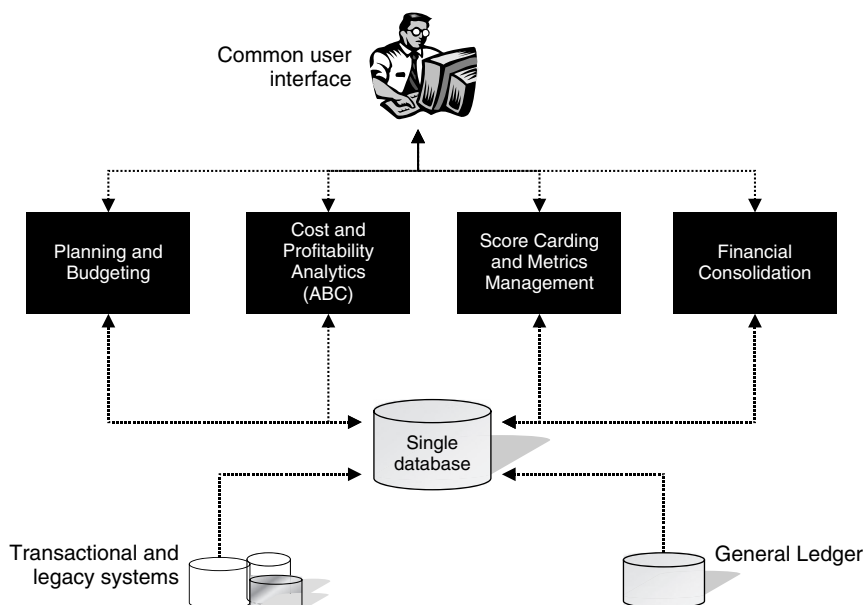 Common user
interface
Planning and
Budgeting
Cost and
Profitability
Analytics
(ABC)
Score Carding
and Metrics
Management
Financial
Consolidation
Single
database
Transactional and
legacy systems
General Ledger